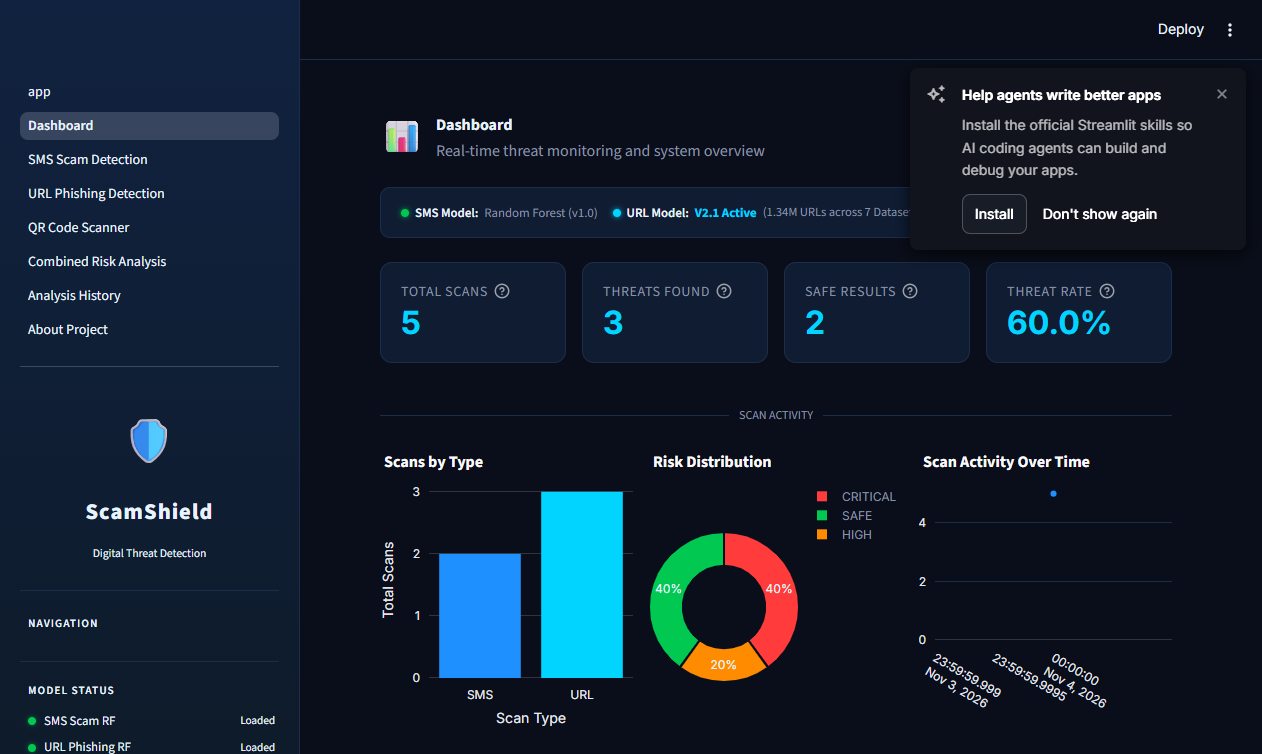 Deploy
app
Dashboard
SMS Scam Detection
URL Phishing Detection
QR Code Scanner
Combined Risk Analysis
Analysis History
About Project
ScamShield
Digital Threat Detection
NAVIGATION
MODEL STATUS
SMS Scam RF Loaded
URL Phishing RF Loaded
Help agents write better apps
Install the official Streamlit skills so
AI coding agents can build and
debug your apps.
Install Don't show again
Dashboard
Real-time threat monitoring and system overview
SMS Model: Random Forest (v1.0) URL Model: V2.1 Active (1.34M URLs across 7 Datase
TOTAL SCANS
5
THREATS FOUND
3
SAFE RESULTS
2
THREAT RATE
60.0%
SCAN ACTIVITY
Scans by Type
3
2
1
0
Total Scans
SMS URL
Scan Type
Risk Distribution
CRITICAL
SAFE
HIGH
40% 40%
20%
Scan Activity Over Time
4
2
0
23:59:59.999
Nov 3, 2026
23:59:59.9995
00:00:00
Nov 4, 2026